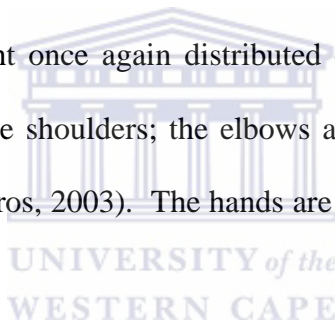 nt once again distributed
e shoulders; the elbows a
ros, 2003). The hands are
UNIVERSITY of the
WESTERN CAPE